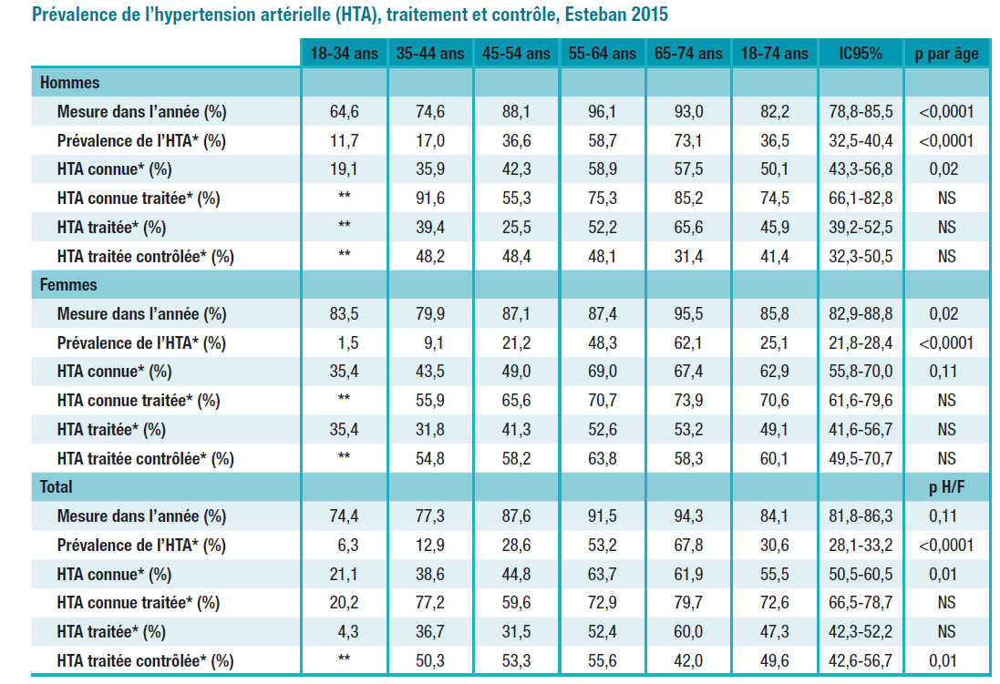 Prévalence de l’hypertension artérielle (HTA), traitement et contrôle, Esteban 2015
18-34 ans 35-44 ans 45-54 ans 55-64 ans 65-74 ans 18-74 ans IC95% p par âge
Hommes
Mesure dans l’année (%) 64,6 74,6 88,1 96,1 93,0 82,2 78,8-85,5 <0,0001
Prévalence de l’HTA* (%) 11,7 17,0 36,6 58,7 73,1 36,5 32,5-40,4 <0,0001
HTA connue* (%) 19,1 35,9 42,3 58,9 57,5 50,1 43,3-56,8 0,02
HTA connue traitée* (%) ** 91,6 55,3 75,3 85,2 74,5 66,1-82,8 NS
HTA traitée* (%) ** 39,4 25,5 52,2 65,6 45,9 39,2-52,5 NS
HTA traitée contrôlée* (%) ** 48,2 48,4 48,1 31,4 41,4 32,3-50,5 NS
Femmes
Mesure dans l’année (%) 83,5 79,9 87,1 87,4 95,5 85,8 82,9-88,8 0,02
Prévalence de l’HTA* (%) 1,5 9,1 21,2 48,3 62,1 25,1 21,8-28,4 <0,0001
HTA connue* (%) 35,4 43,5 49,0 69,0 67,4 62,9 55,8-70,0 0,11
HTA connue traitée* (%) ** 55,9 65,6 70,7 73,9 70,6 61,6-79,6 NS
HTA traitée* (%) 35,4 31,8 41,3 52,6 53,2 49,1 41,6-56,7 NS
HTA traitée contrôlée* (%) ** 54,8 58,2 63,8 58,3 60,1 49,5-70,7 NS
Total p H/F
Mesure dans l’année (%) 74,4 77,3 87,6 91,5 94,3 84,1 81,8-86,3 0,11
Prévalence de l’HTA* (%) 6,3 12,9 28,6 53,2 67,8 30,6 28,1-33,2 <0,0001
HTA connue* (%) 21,1 38,6 44,8 63,7 61,9 55,5 50,5-60,5 0,01
HTA connue traitée* (%) 20,2 77,2 59,6 72,9 79,7 72,6 66,5-78,7 NS
HTA traitée* (%) 4,3 36,7 31,5 52,4 60,0 47,3 42,3-52,2 NS
HTA traitée contrôlée* (%) ** 50,3 53,3 55,6 42,0 49,6 42,6-56,7 0,01